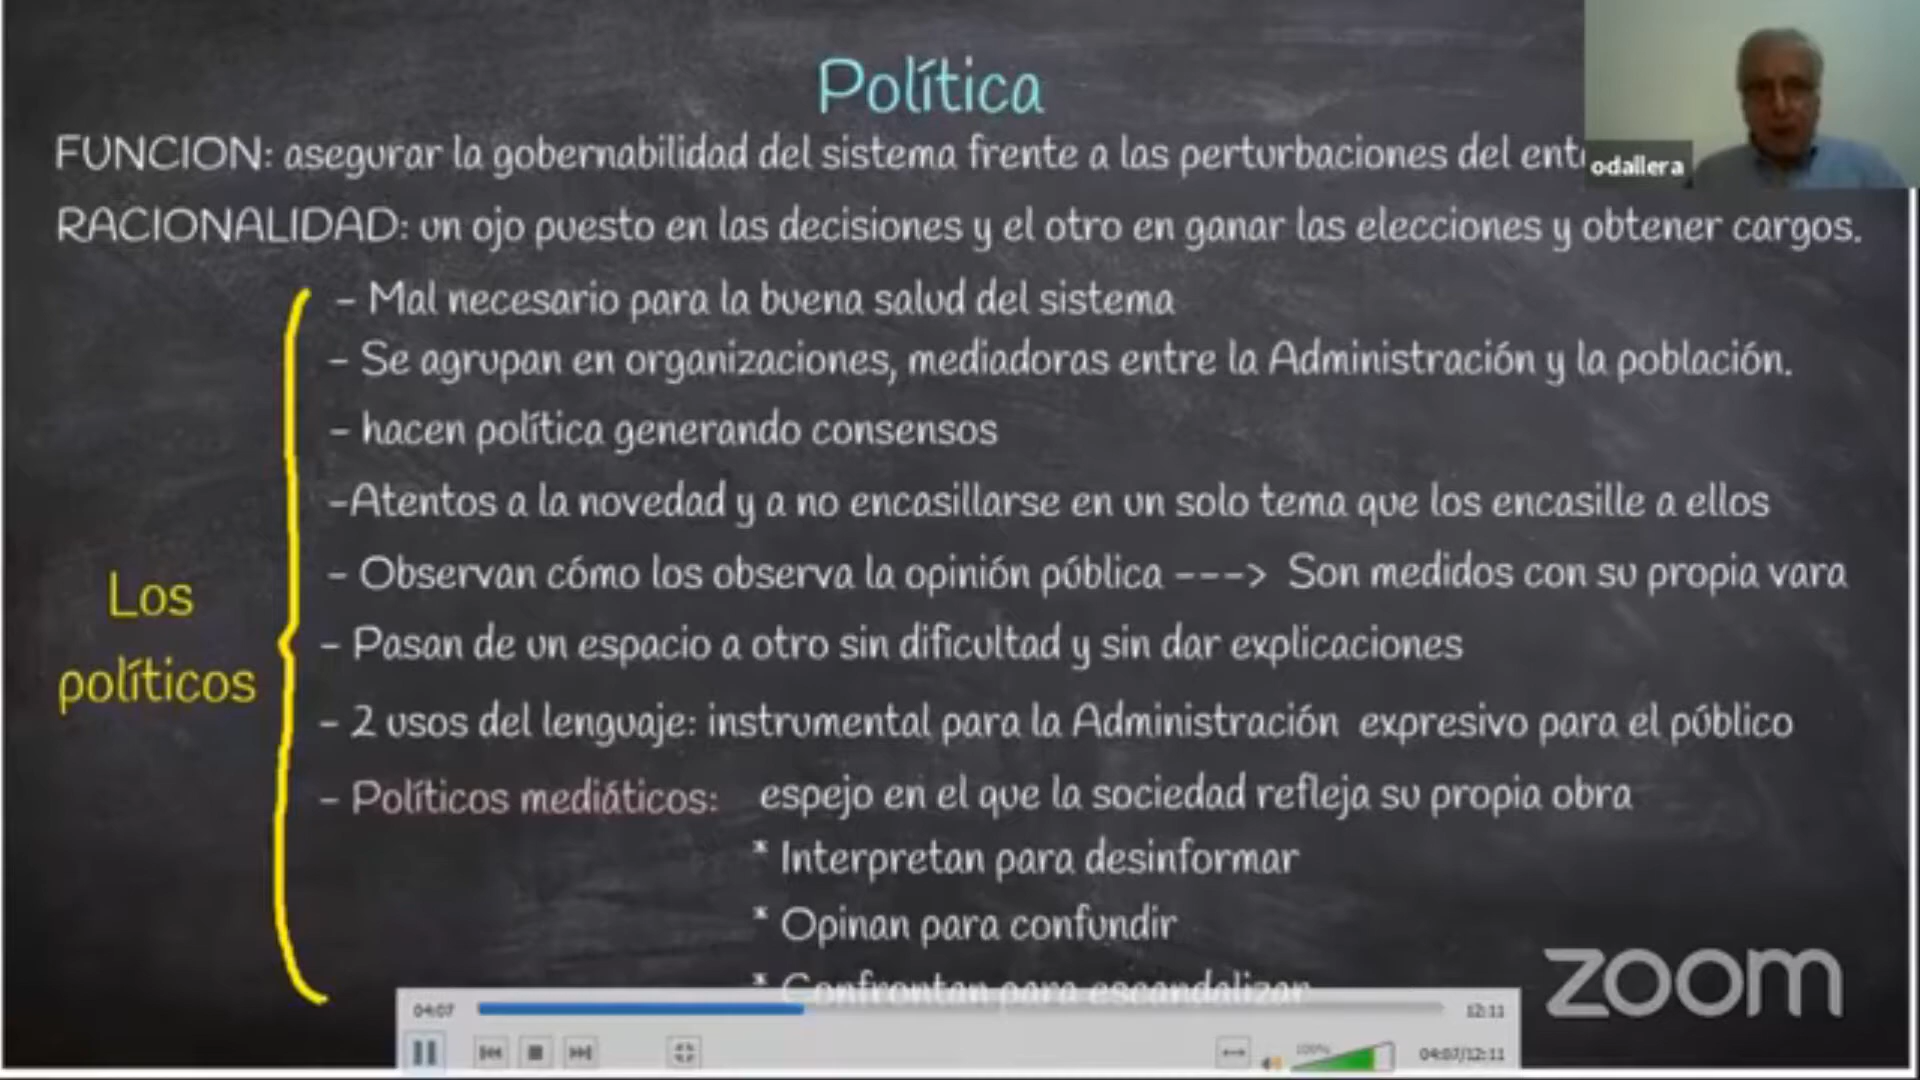 Política
FUNCION: asegurar la gobernabilidad del sistema frente a las perturbaciones del
odallera
RACIONALIDAD: un ojo puesto en las decisiones y el otro en ganar las elecciones y obtener cargos.
- Mal necesario para la buena salud del sistema
- Se agrupan en organizaciones, mediadoras entre la Administración y la población.
- hacen política generando consensos
-Atentos a la novedad y a no encasillarse en un solo tema que los encasille a ellos
- Observan cómo los observa la opinión pública ---> Son medidos con su propia vara
Los
políticos
- Pasan de un espacio a otro sin dificultad y sin dar explicaciones
- 2 usos del lenguaje: instrumental para la Administración expresivo para el público
- Políticos mediáticos: espejo en el que la sociedad refleja su propia obra
* Interpretan para desinformar
* Opinan para confundir
* Confrontan para escandalizar
zoom
04:07
12:11
100%
04:07/12:11